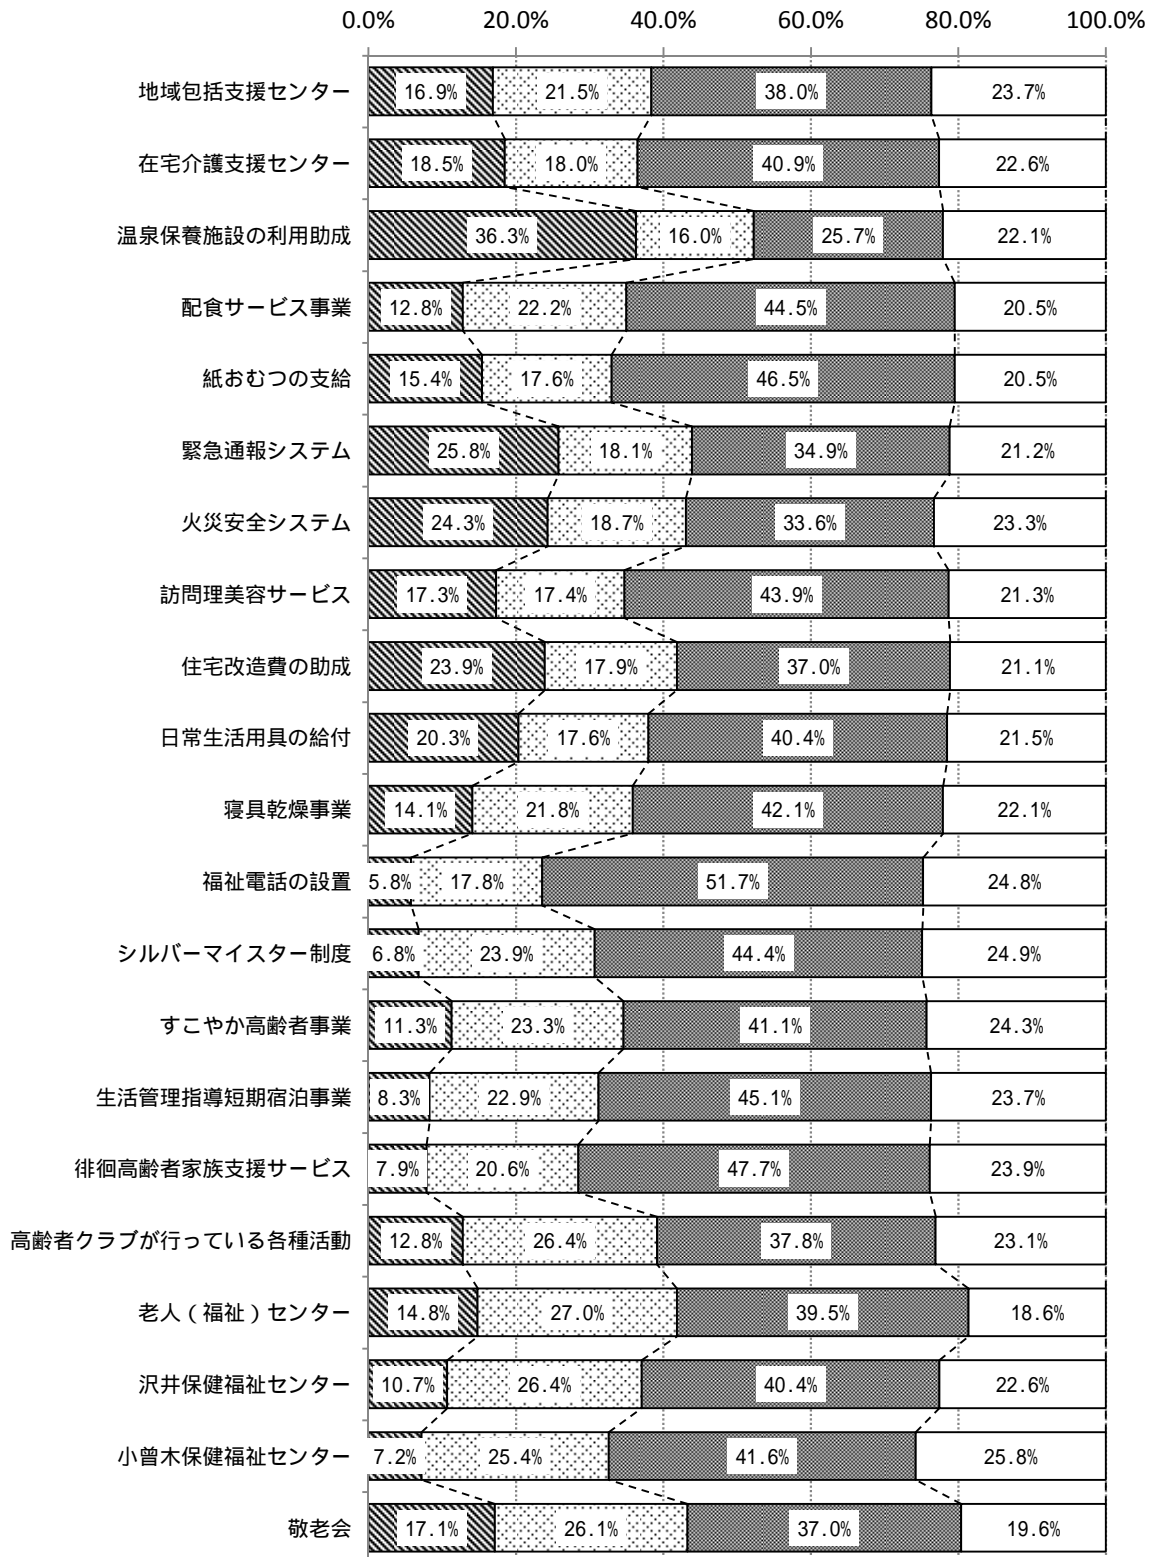 0.0% 20.0% 40.0% 60.0% 80.0% 100.0%
地域包括支援センター 16.9% 21.5% 38.0% 23.7%
在宅介護支援センター 18.5% 18.0% 40.9% 22.6%
温泉保養施設の利用助成 36.3% 16.0% 25.7% 22.1%
配食サービス事業 12.8% 22.2% 44.5% 20.5%
紙おむつの支給 15.4% 17.6% 46.5% 20.5%
緊急通報システム 25.8% 18.1% 34.9% 21.2%
火災安全システム 24.3% 18.7% 33.6% 23.3%
訪問理美容サービス 17.3% 17.4% 43.9% 21.3%
住宅改造費の助成 23.9% 17.9% 37.0% 21.1%
日常生活用具の給付 20.3% 17.6% 40.4% 21.5%
寝具乾燥事業 14.1% 21.8% 42.1% 22.1%
福祉電話の設置 5.8% 17.8% 51.7% 24.8%
シルバーマイスター制度 6.8% 23.9% 44.4% 24.9%
すこやか高齢者事業 11.3% 23.3% 41.1% 24.3%
生活管理指導短期宿泊事業 8.3% 22.9% 45.1% 23.7%
徘徊高齢者家族支援サービス 7.9% 20.6% 47.7% 23.9%
高齢者クラブが行っている各種活動 12.8% 26.4% 37.8% 23.1%
老人（福祉）センター 14.8% 27.0% 39.5% 18.6%
沢井保健福祉センター 10.7% 26.4% 40.4% 22.6%
小曾木保健福祉センター 7.2% 25.4% 41.6% 25.8%
敬老会 17.1% 26.1% 37.0% 19.6%